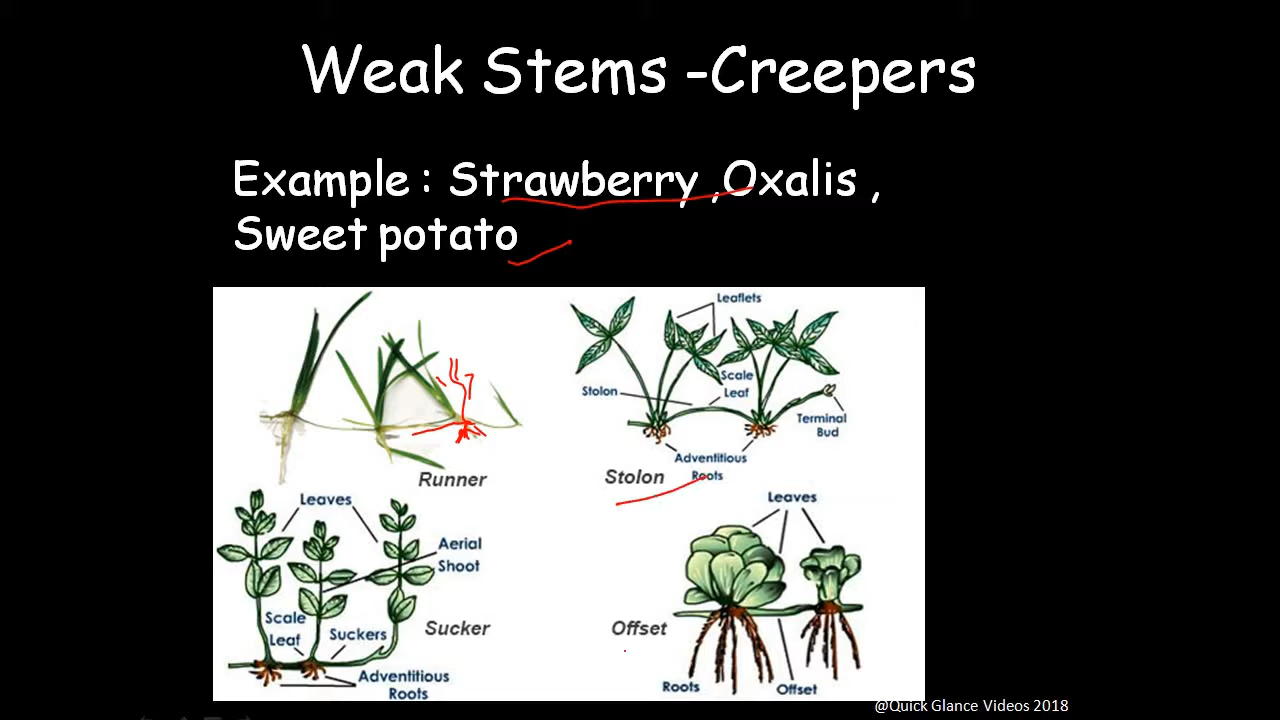 Weak Stems -Creepers
Example : Strawberry ,Oxalis ,
Sweet potato
Leaflets
Stolon
Scale
Leaf
Terminal
Bud
Adventitious
Roots
Runner
Stolon
Leaves
Aerial
Shoot
Scale
Leaf
Suckers
Sucker
Adventitious
Roots
Leaves
Offset
Roots
Offset
@Quick Glance Videos 2018